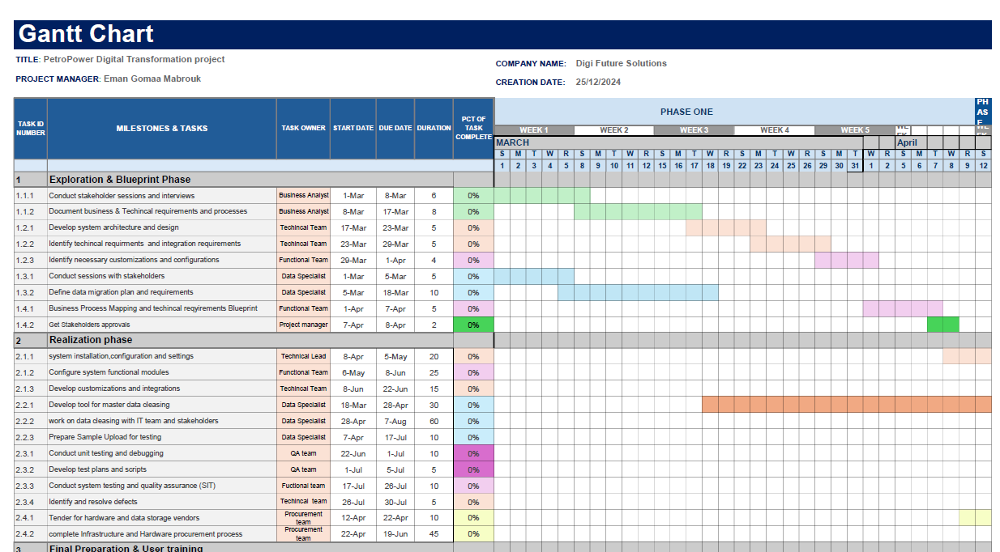 Gantt Chart
TITLE: PetroPower Digital Transformation project
COMPANY NAME: Digi Future Solutions
PROJECT MANAGER: Eman Gomaa Mabrouk
CREATION DATE: 25/12/2024
TASK ID NUMBER MILESTONES & TASKS TASK OWNER START DATE DUE DATE DURATION PCT OF TASK COMPLETE
PHASE ONE PH AS E
WEEK 1 WEEK 2 WEEK 3 WEEK 4 WEEK 5
MARCH April
S M T W R S M T W R S M T W R S M T W R S M T W R S M T W R S
1 2 3 4 5 8 9 10 11 12 15 16 17 18 19 22 23 24 25 26 29 30 31 1 2 5 6 7 8 9 12
1 Exploration & Blueprint Phase
1.1.1 Conduct stakeholder sessions and interviews Business Analyst 1-Mar 8-Mar 6 0%
1.1.2 Document business & Techincal requirements and processes Business Analyst 8-Mar 17-Mar 8 0%
1.2.1 Develop system architecture and design Techincal Team 17-Mar 23-Mar 5 0%
1.2.2 Identify techincal requirments and integration requirements Techincal Team 23-Mar 29-Mar 5 0%
1.2.3 Identify necessary customizations and configurations Functional Team 29-Mar 1-Apr 4 0%
1.3.1 Conduct sessions with stakeholders Data Specialist 1-Mar 5-Mar 5 0%
1.3.2 Define data migration plan and requirements Data Specialist 5-Mar 18-Mar 10 0%
1.4.1 Business Process Mapping and techincal reqyirements Blueprint Functional Team 1-Apr 7-Apr 5 0%
1.4.2 Get Stakeholders approvals Project manager 7-Apr 8-Apr 2 0%
2 Realization phase
2.1.1 system installation,configuration and settings Technical Lead 8-Apr 5-May 20 0%
2.1.2 Configure system functional modules Functional Team 6-May 8-Jun 25 0%
2.1.3 Develop customizations and integrations Techincal Team 8-Jun 22-Jun 15 0%
2.2.1 Develop tool for master data cleasing Data Specialist 18-Mar 28-Apr 30 0%
2.2.2 work on data cleasing with IT team and stakeholders Data Specialist 28-Apr 7-Aug 60 0%
2.2.3 Prepare Sample Upload for testing Data Specialist 7-Apr 17-Jul 10 0%
2.3.1 Conduct unit testing and debugging QA team 22-Jun 1-Jul 10 0%
2.3.2 Develop test plans and scripts QA team 1-Jul 5-Jul 5 0%
2.3.3 Conduct system testing and quality assurance (SIT) Fuctional team 17-Jul 26-Jul 10 0%
2.3.4 Identify and resolve defects Techincal team 26-Jul 30-Jul 5 0%
2.4.1 Tender for hardware and data storage vendors Procurement team 12-Apr 22-Apr 10 0%
2.4.2 complete Infrastructure and Hardware procurement process Procurement team 22-Apr 19-Jun 45 0%
3 Final Preparation & User training